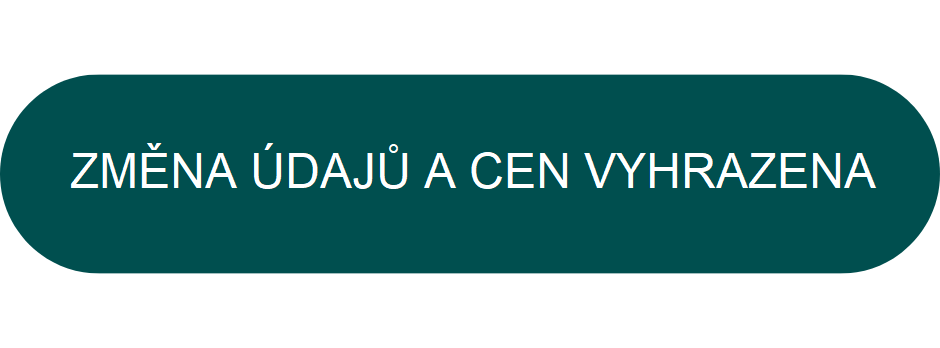 ZMĚNA ÚDAJŮ A CEN VYHRAZENA